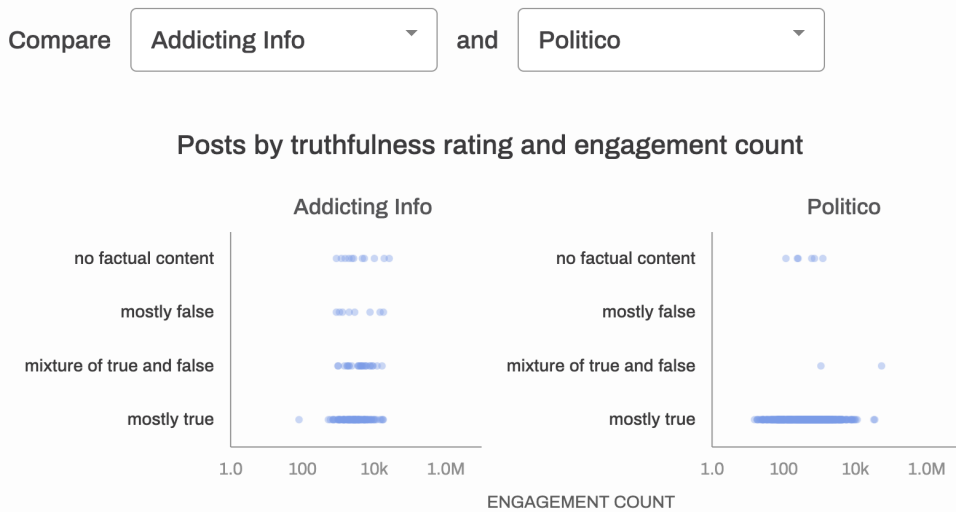 Compare Addicting Info and Politico
Posts by truthfulness rating and engagement count
Addicting Info
no factual content
mostly false
mixture of true and false
mostly true
1.0 100 10k 1.0M
Politico
no factual content
mostly false
mixture of true and false
mostly true
1.0 100 10k 1.0M
ENGAGEMENT COUNT